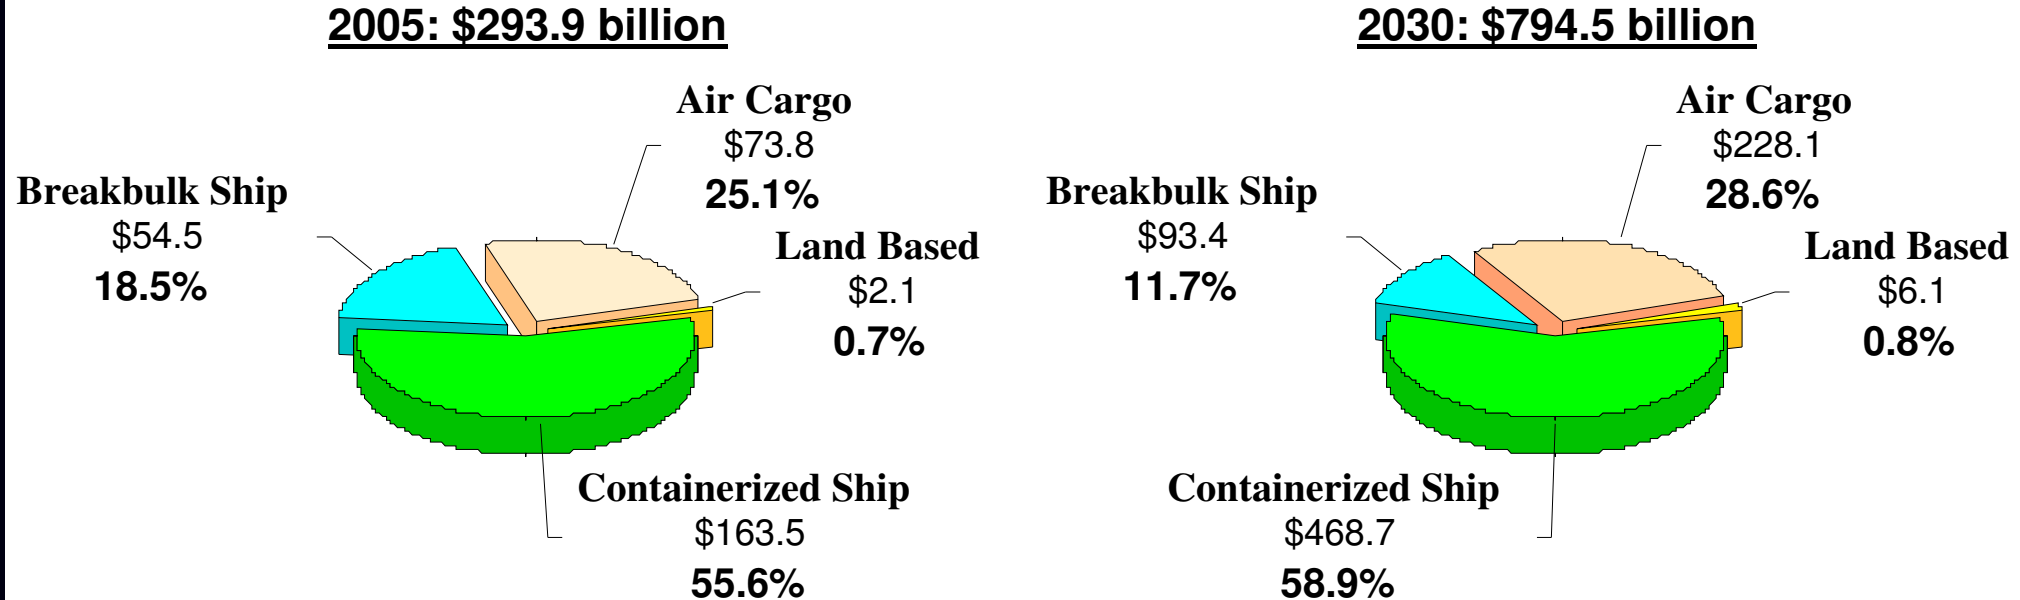 2005: $293.9 billion
Air Cargo
$73.8
25.1%
Breakbulk Ship
$54.5
18.5%
Land Based
$2.1
0.7%
Containerized Ship
$163.5
55.6%
2030: $794.5 billion
Air Cargo
$228.1
28.6%
Breakbulk Ship
$93.4
11.7%
Land Based
$6.1
0.8%
Containerized Ship
$468.7
58.9%